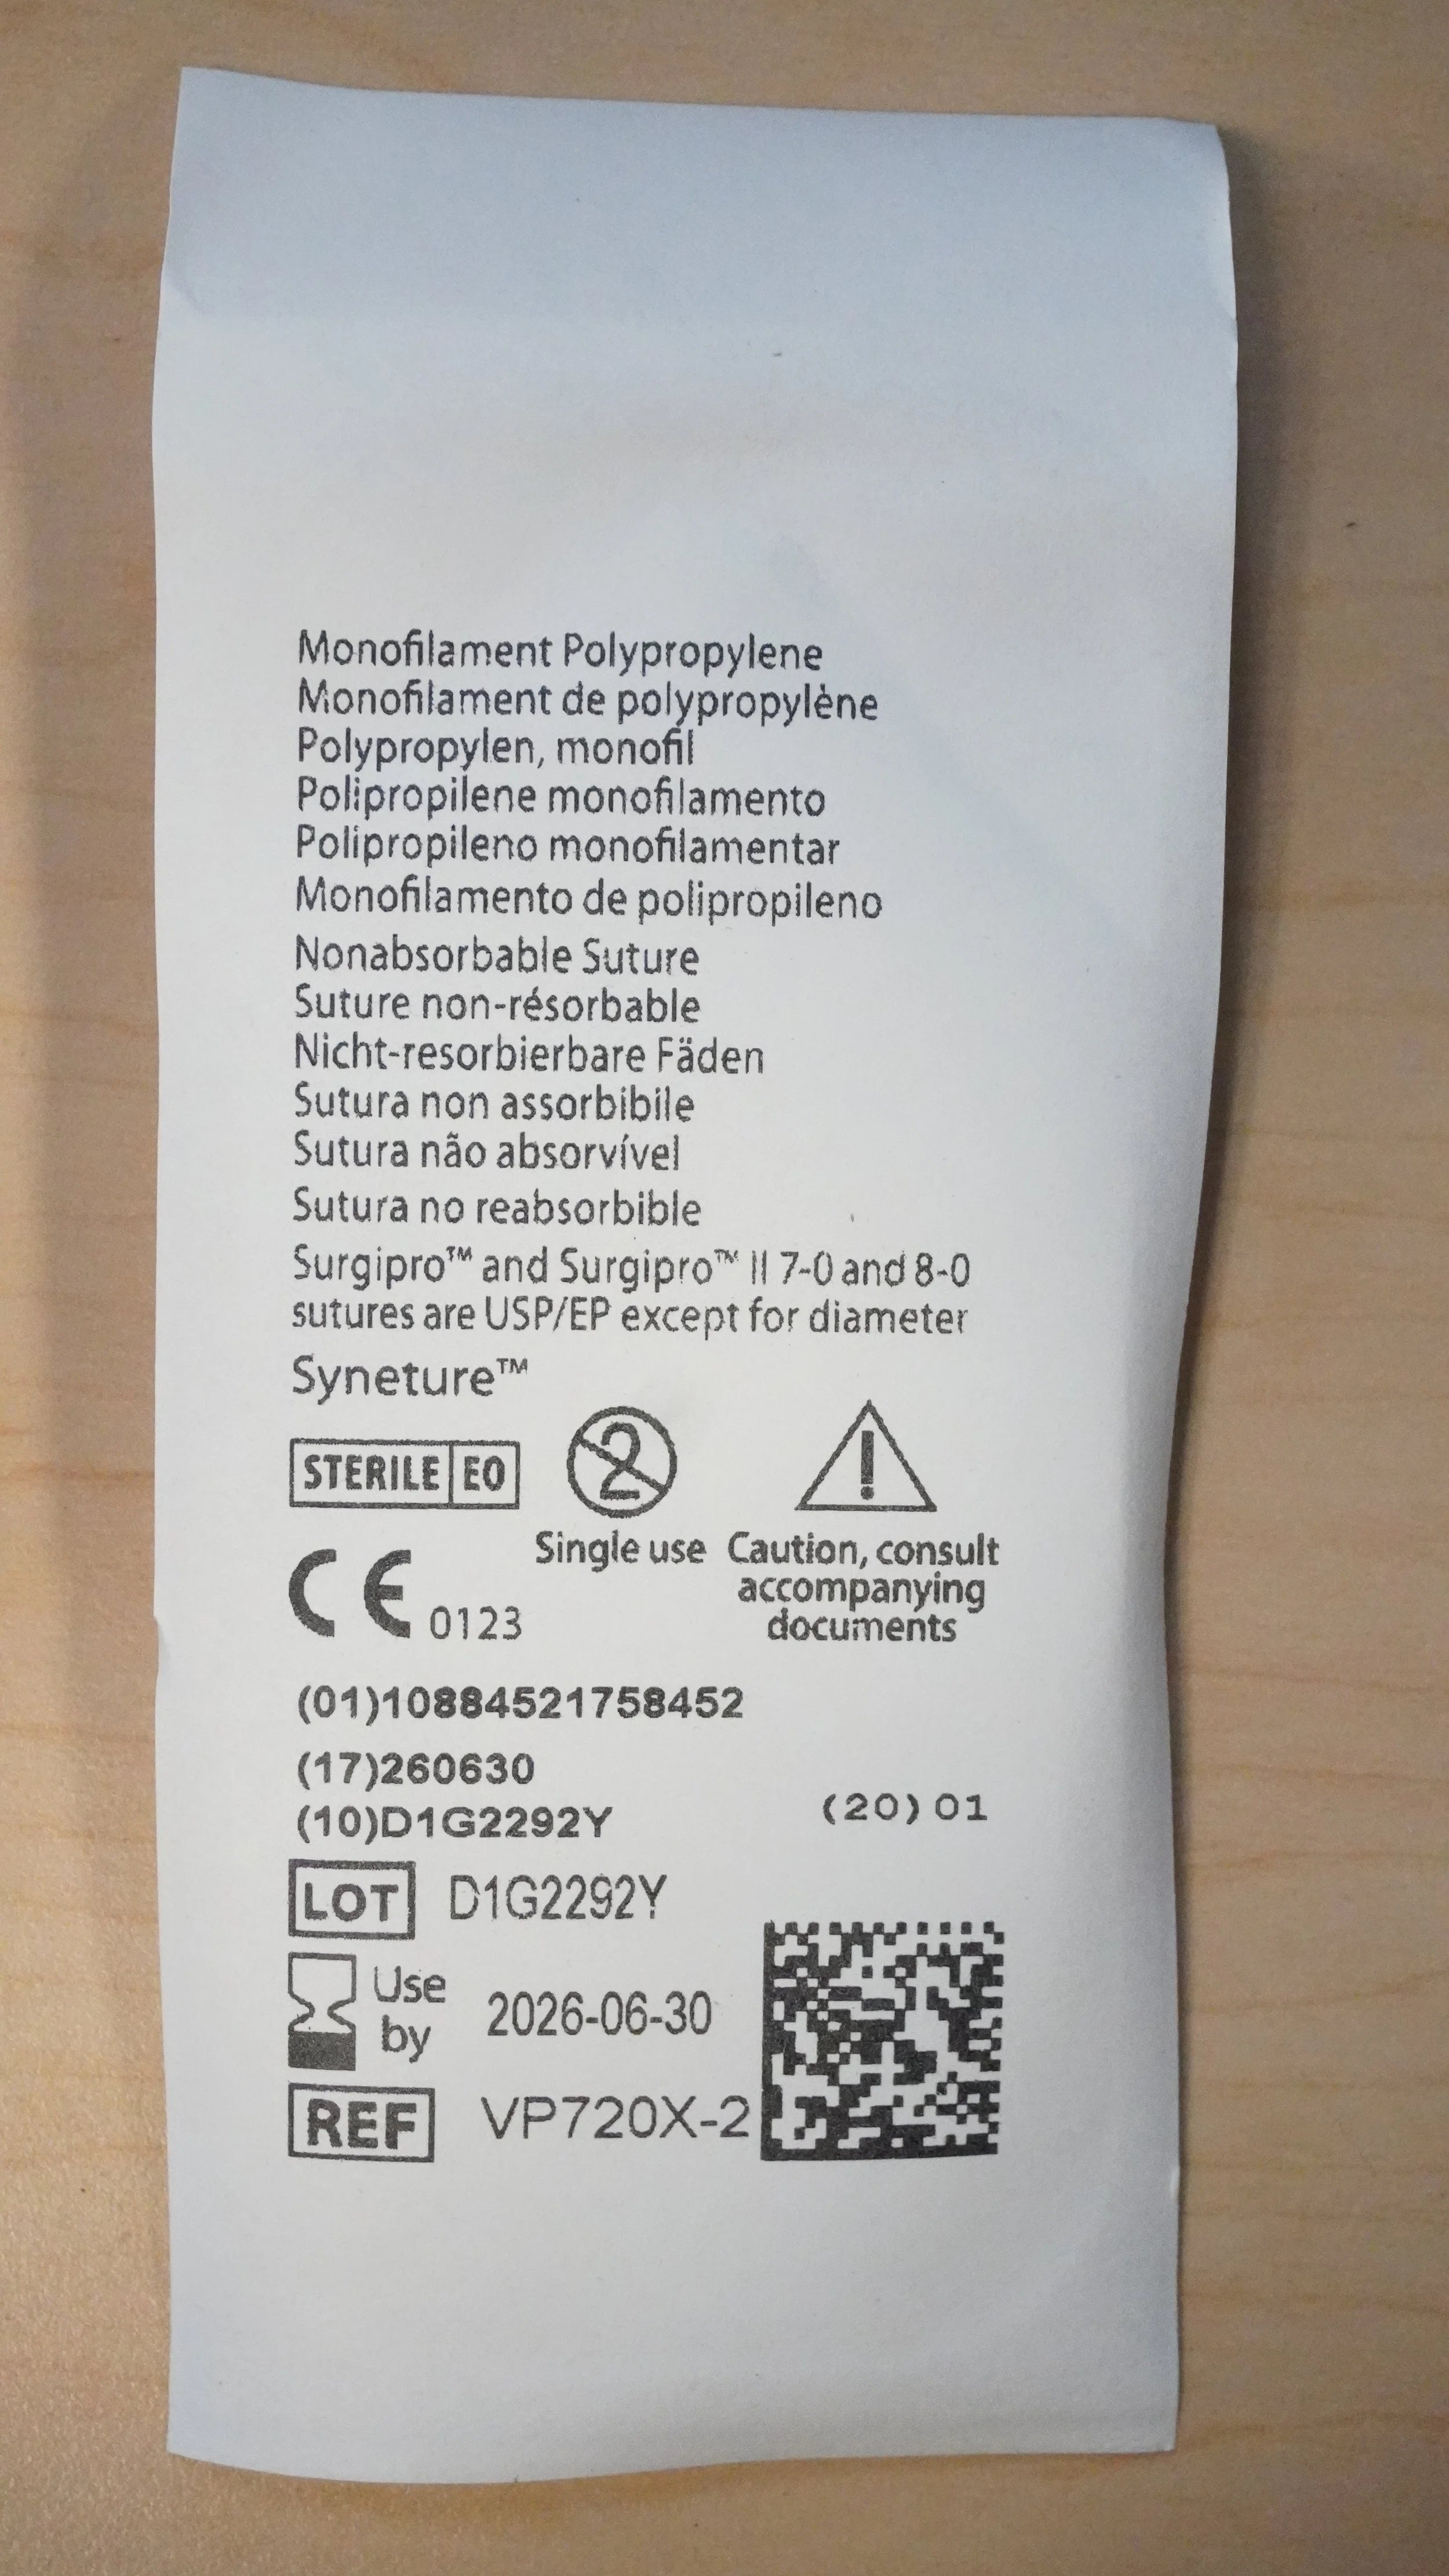 Monofilament Polypropylene
Monofilament de polypropylène
Polypropylen, monofil
Polipropilene monofilamento
Polipropileno monofilamentar
Monofilamento de polipropileno
Nonabsorbable Suture
Suture non-résorbable
Nicht-resorbierbare Fäden
Sutura non assorbibile
Sutura não absorvível
Sutura no reabsorbible
Surgipro™ and Surgipro™ II 7-0 and 8-0
sutures are USP/EP except for diameter
Syneture™
STERILE EO 2 !
Single use Caution, consult
accompanying
documents
CE 0123
(01)10884521758452
(17)260630
(10)D1G2292Y (20)01
LOT D1G2292Y
Use
by 2026-06-30
REF VP720X-2